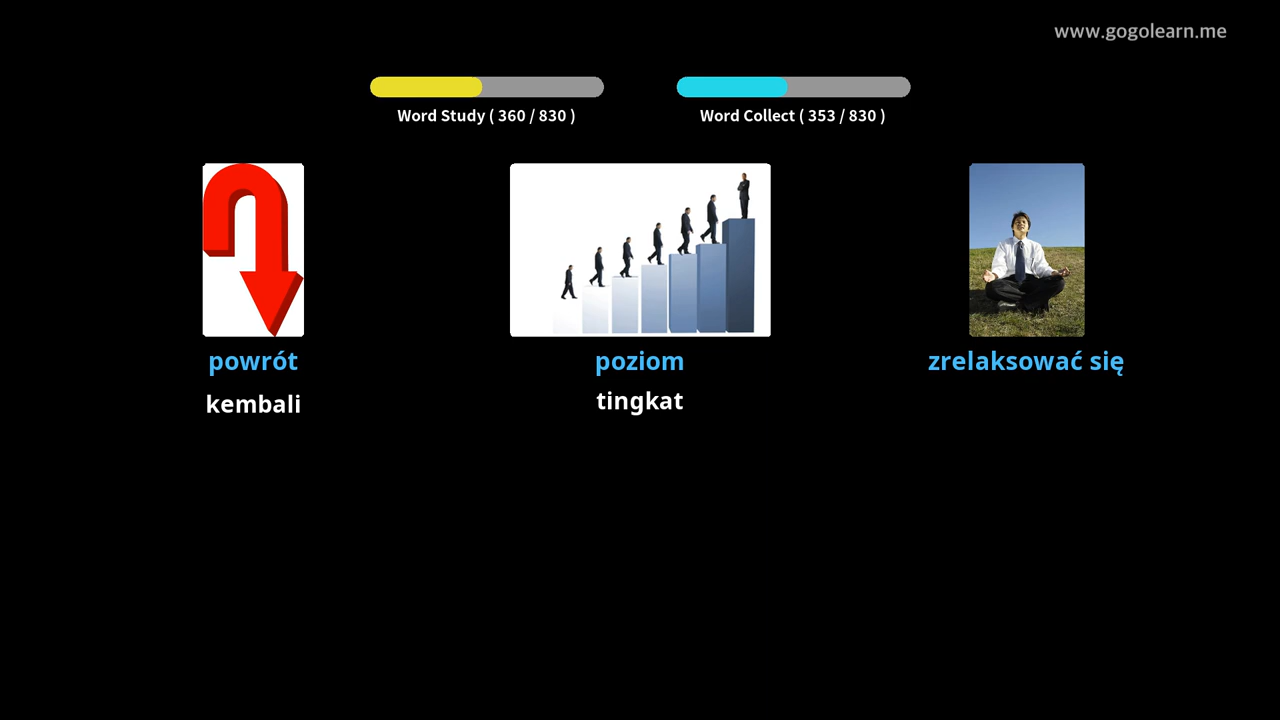 www.gogolearn.me
Word Study ( 360 / 830 )
Word Collect ( 353 / 830 )
powrót
poziom
zrelaksować się
kembali
tingkat